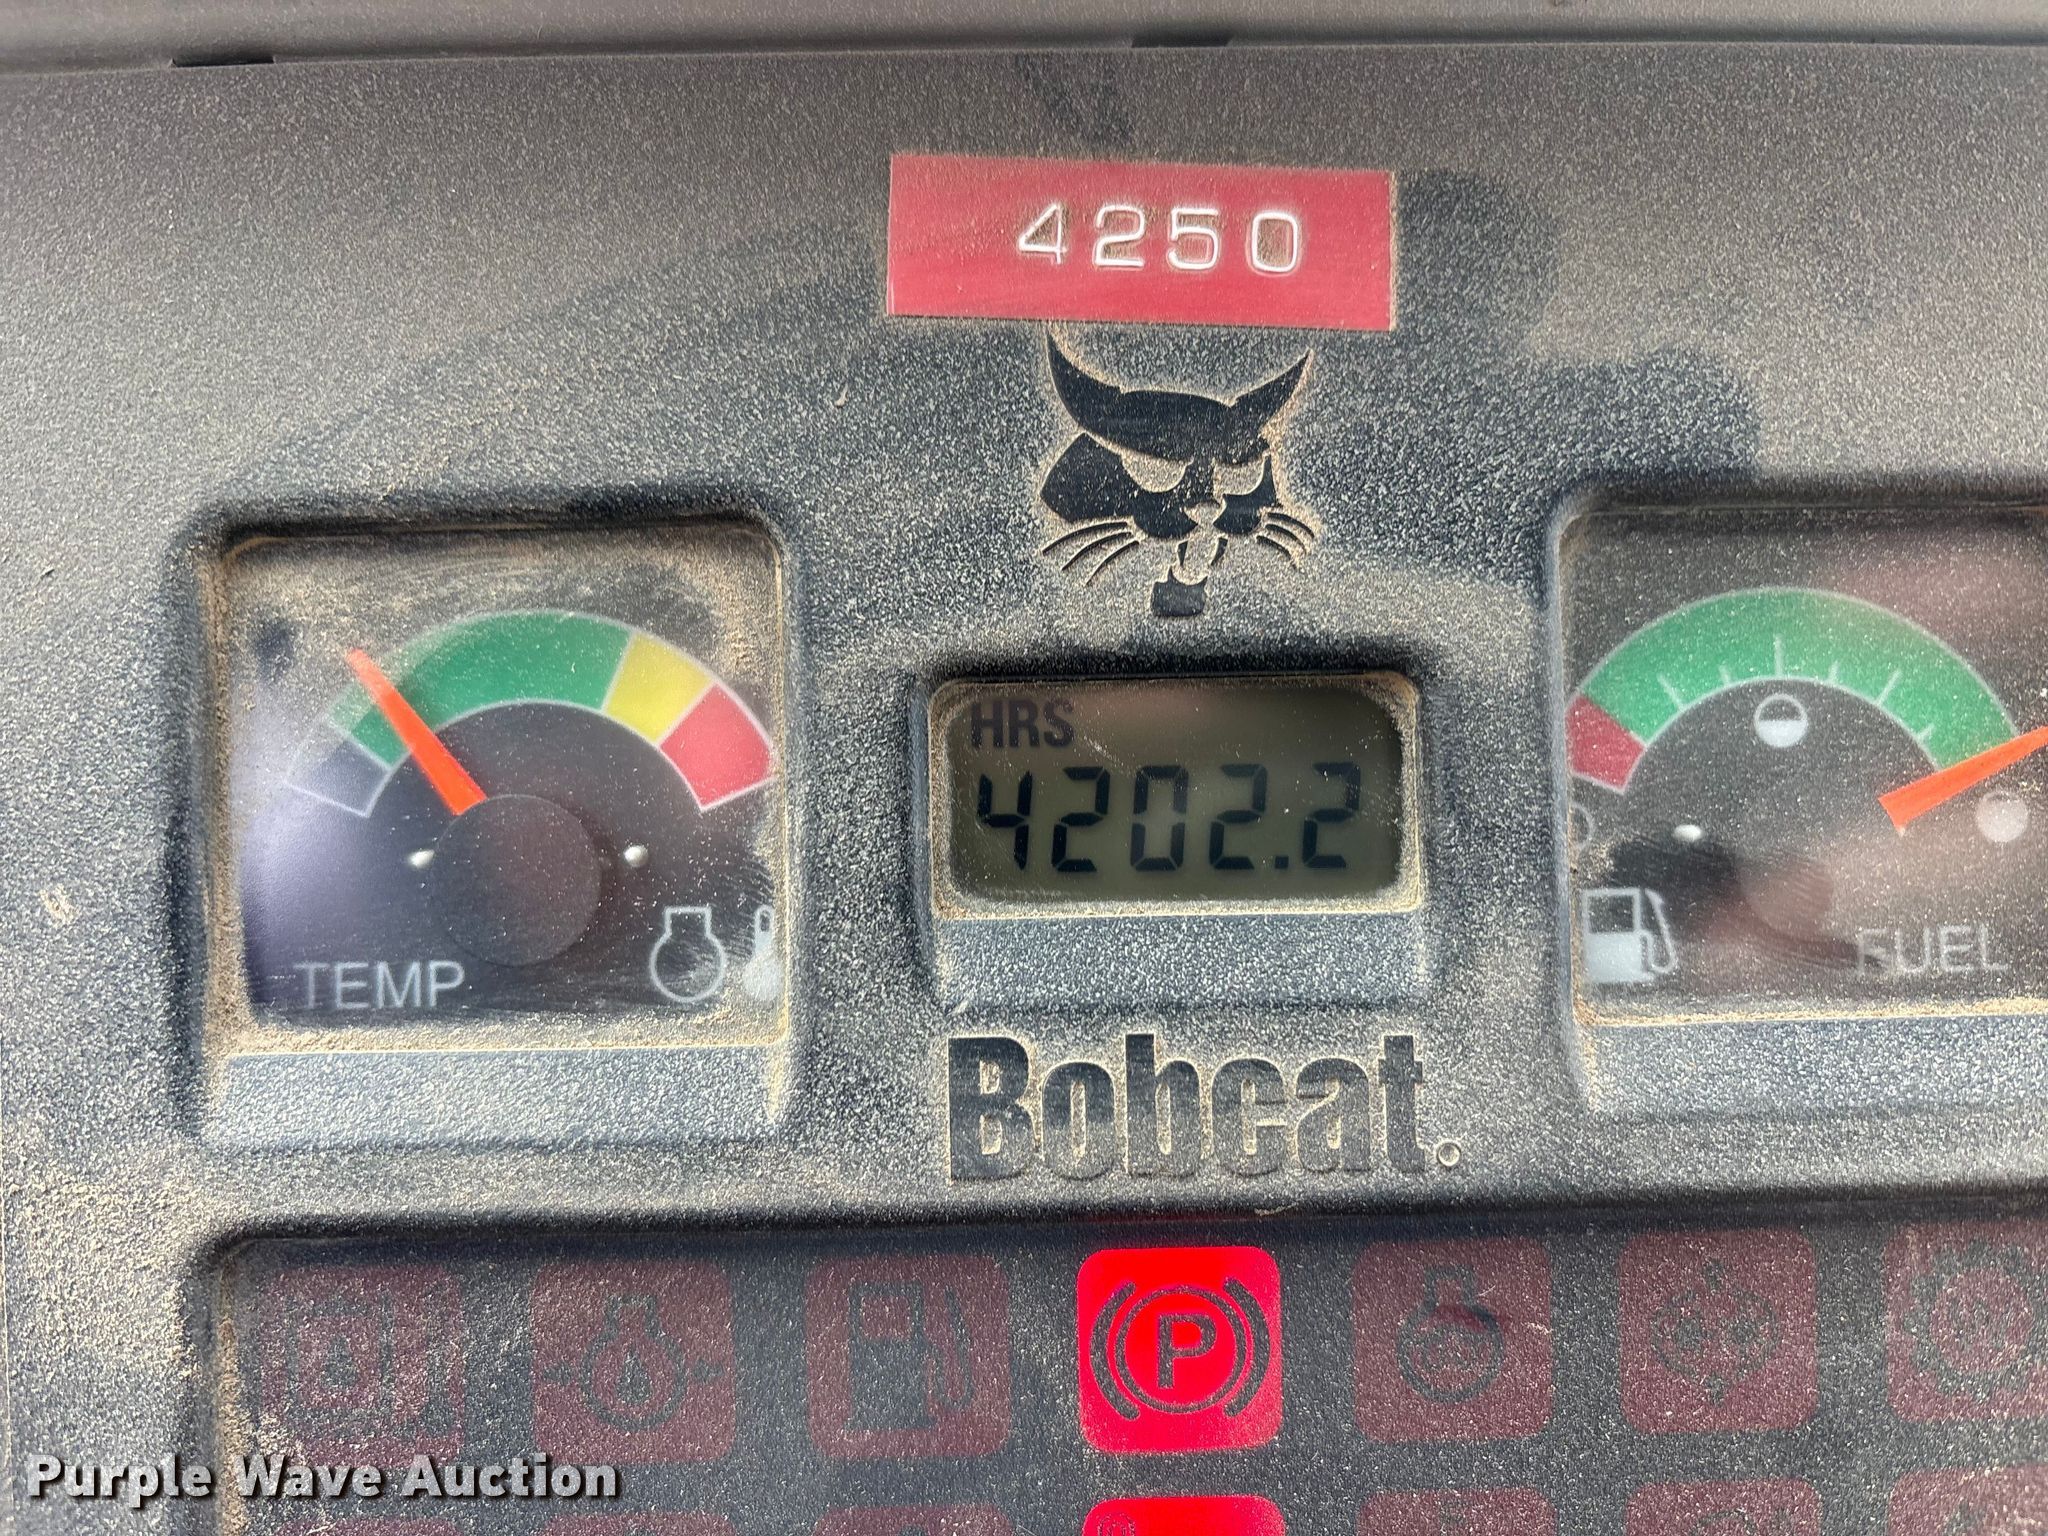 4250
HRS
4202.2
TEMP
FUEL
Bobcat.
P
Purple Wave Auction